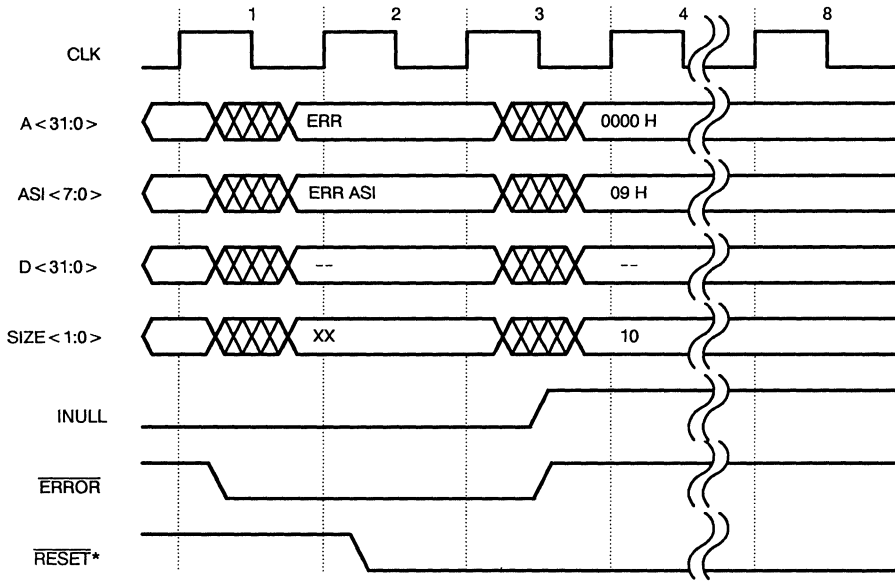 1 2 3 4 8
CLK
A<31:0> ERR 0000 H
ASI<7:0> ERR ASI 09 H
D<31:0> -- --
SIZE<1:0> XX 10
INULL
ERROR
RESET*